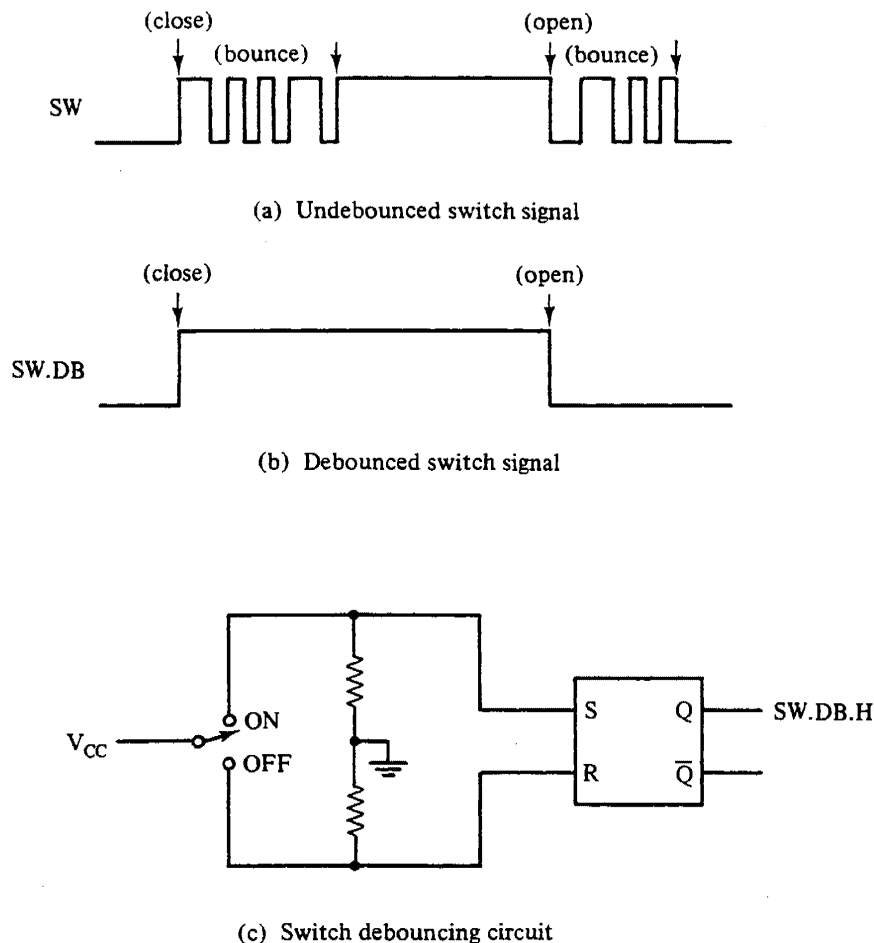 (close)
(open)
(bounce)
(bounce)
SW
(a) Undebounced switch signal
(close)
(open)
SW.DB
(b) Debounced switch signal
ON
S
Q
SW.DB.H
V_CC
OFF
R
Q̅
(c) Switch debouncing circuit